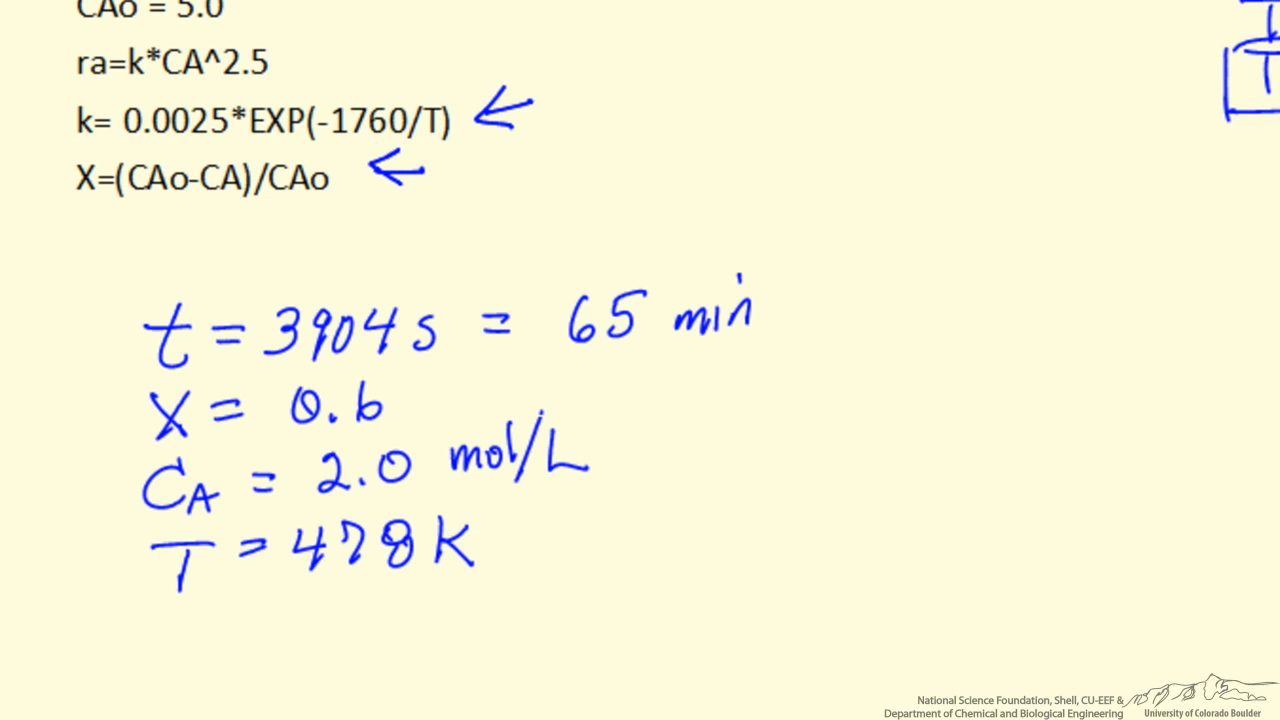 CAo = 5.0
ra=k*CA^2.5
k= 0.0025*EXP(-1760/T)
X=(CAo-CA)/CAo
t = 3904 s = 65 min
X = 0.6
CA = 2.0 mol/L
T = 478 K
National Science Foundation, Shell, CU-EEF &
Department of Chemical and Biological Engineering
University of Colorado Boulder